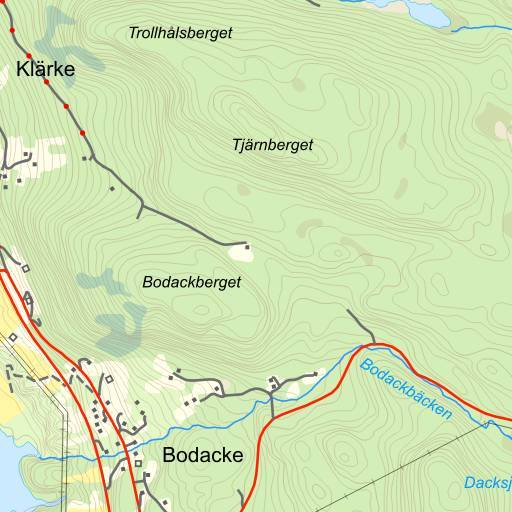 Trollhålsberget
Klärke
Tjärnberget
Bodackberget
Bodackbäcken
Bodacke
Dacksj